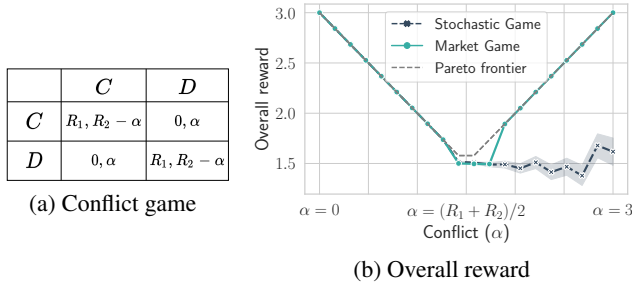 C D
C R₁, R₂ − α 0, α
D 0, α R₁, R₂ − α
(a) Conflict game
Overall reward
3.0
2.5
2.0
1.5
Stochastic Game
Market Game
Pareto frontier
α = 0 α = (R₁ + R₂)/2 α = 3
Conflict (α)
(b) Overall reward